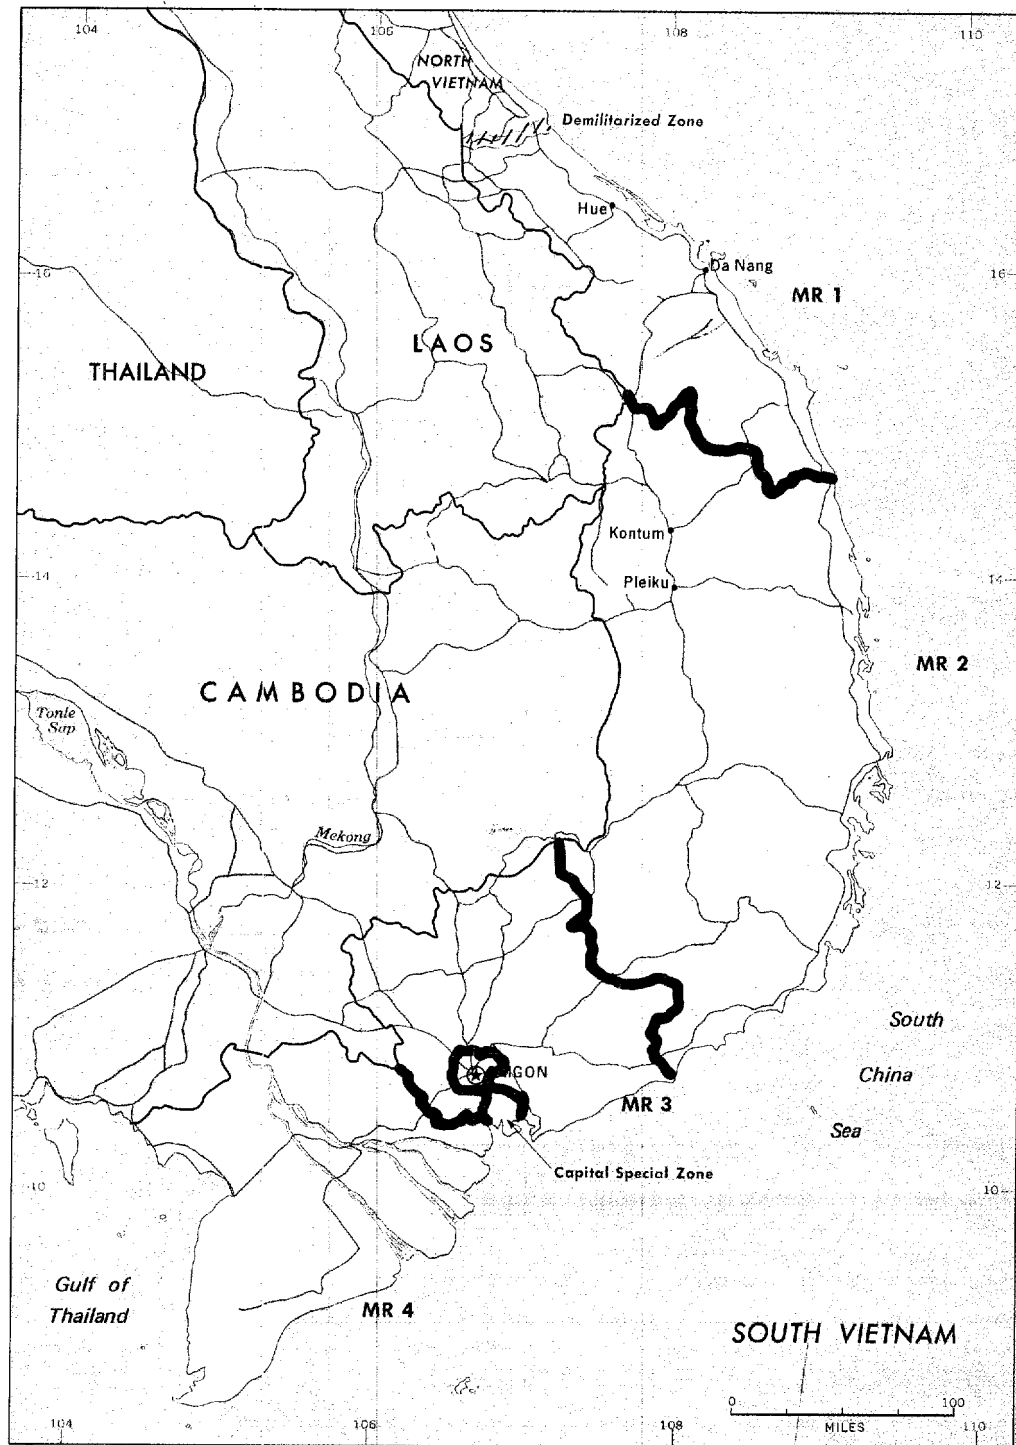 104
106
108
110
NORTH
VIETNAM
Demilitarized Zone
Hue
Da Nang
16
16
MR 1
LAOS
THAILAND
Kontum
Pleiku
14
14
MR 2
CAMBODIA
Tonle
Sap
Mekong
12
12
South
China
Sea
MR 3
Capital Special Zone
10
10
Gulf of
Thailand
MR 4
SOUTH VIETNAM
0
100
MILES
104
106
108
110